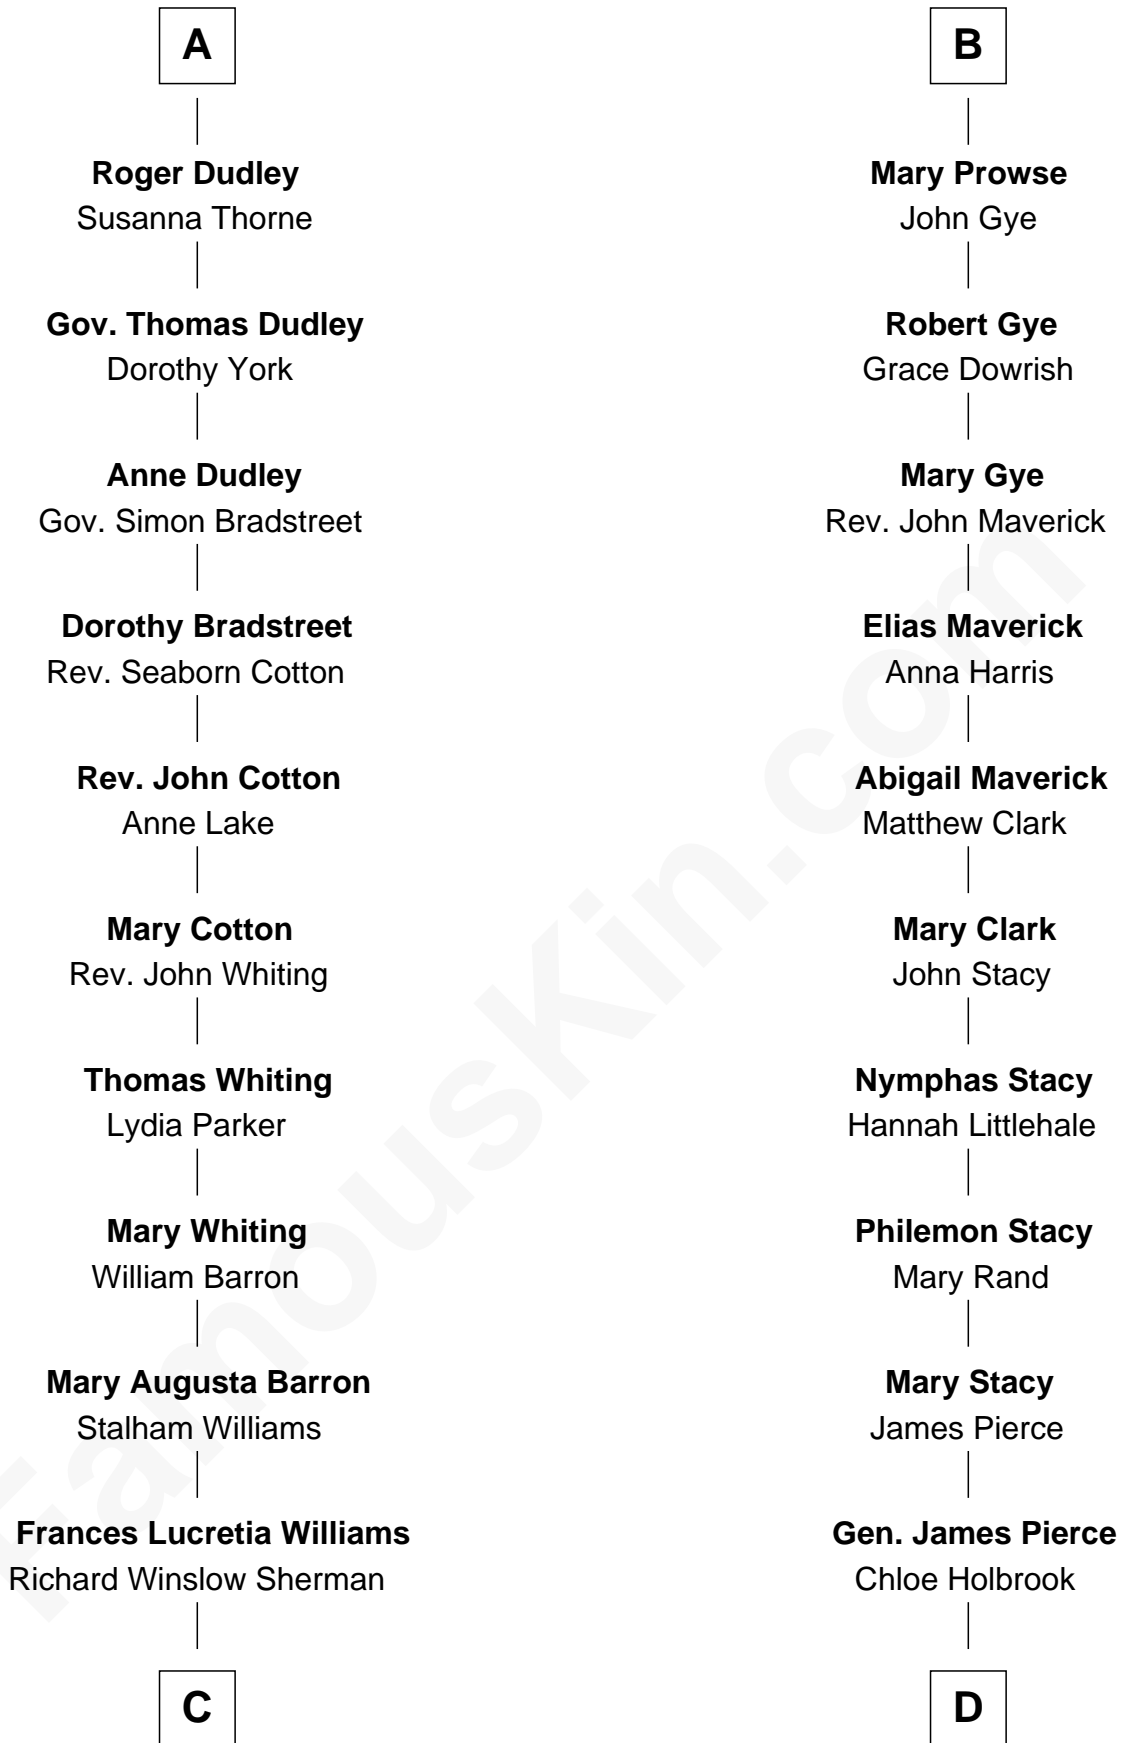 A
Roger Dudley
Susanna Thorne
Gov. Thomas Dudley
Dorothy York
Anne Dudley
Gov. Simon Bradstreet
Dorothy Bradstreet
Rev. Seaborn Cotton
Rev. John Cotton
Anne Lake
Mary Cotton
Rev. John Whiting
Thomas Whiting
Lydia Parker
Mary Whiting
William Barron
Mary Augusta Barron
Stalham Williams
Frances Lucretia Williams
Richard Winslow Sherman
C
B
Mary Prowse
John Gye
Robert Gye
Grace Dowrish
Mary Gye
Rev. John Maverick
Elias Maverick
Anna Harris
Abigail Maverick
Matthew Clark
Mary Clark
John Stacy
Nymphas Stacy
Hannah Littlehale
Philemon Stacy
Mary Rand
Mary Stacy
James Pierce
Gen. James Pierce
Chloe Holbrook
D
FamousKin.com